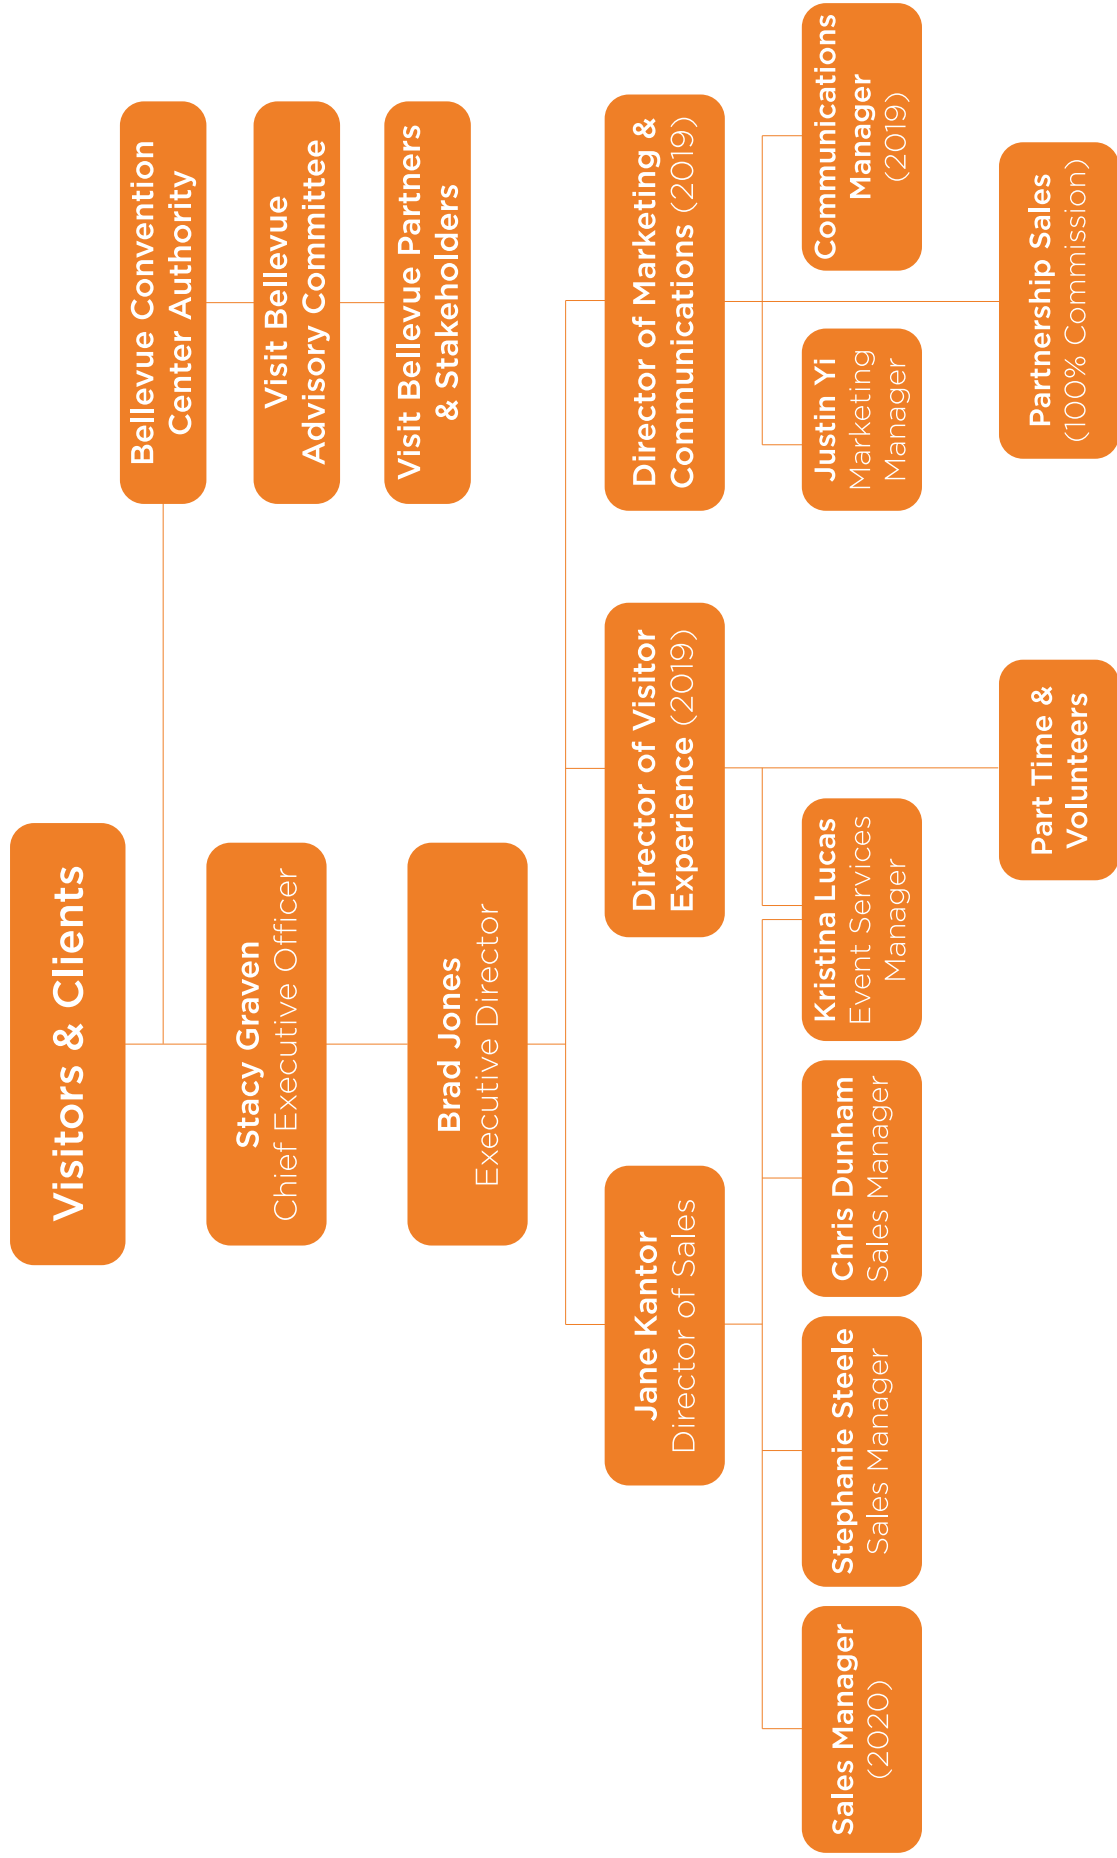 Visitors & Clients
Bellevue Convention
Center Authority
Stacy Graven
Chief Executive Officer
Visit Bellevue
Advisory Committee
Brad Jones
Executive Director
Visit Bellevue Partners
& Stakeholders
Jane Kantor
Director of Sales
Director of Visitor
Experience (2019)
Director of Marketing &
Communications (2019)
Sales Manager
(2020)
Stephanie Steele
Sales Manager
Chris Dunham
Sales Manager
Kristina Lucas
Event Services
Manager
Justin Yi
Marketing
Manager
Communications
Manager
(2019)
Part Time &
Volunteers
Partnership Sales
(100% Commission)